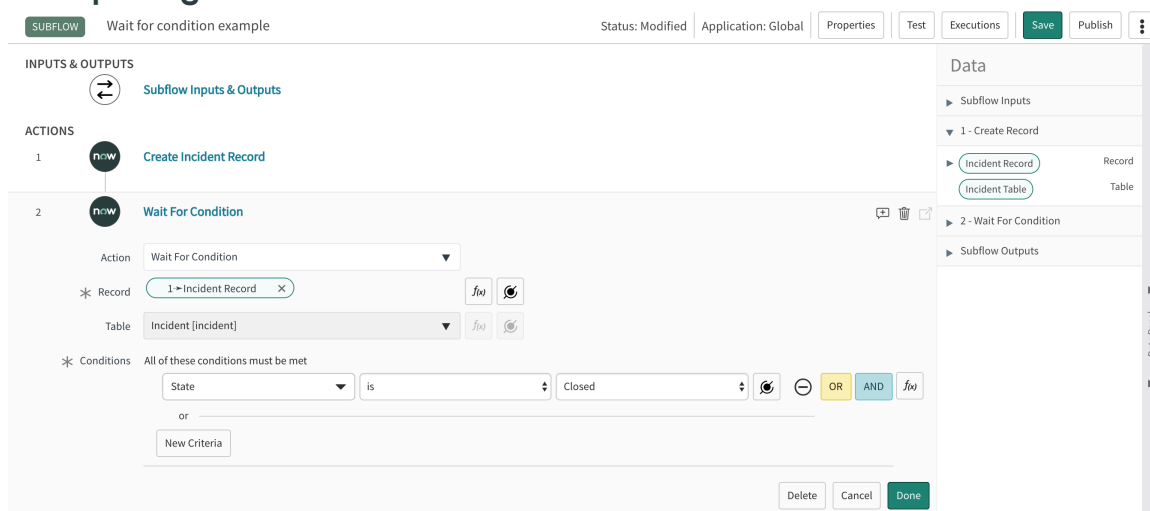 SUBFLOW Wait for condition example Status: Modified Application: Global Properties Test Executions Save Publish
INPUTS & OUTPUTS
Subflow Inputs & Outputs
ACTIONS
1 now Create Incident Record
2 now Wait For Condition
Action Wait For Condition
Record 1 Incident Record
f(x)
Table Incident [incident]
f(x)
Conditions All of these conditions must be met
State is Closed OR AND f(x)
or
New Criteria
Delete Cancel Done
Data
Subflow Inputs
1 - Create Record
Incident Record Record
Incident Table Table
2 - Wait For Condition
Subflow Outputs